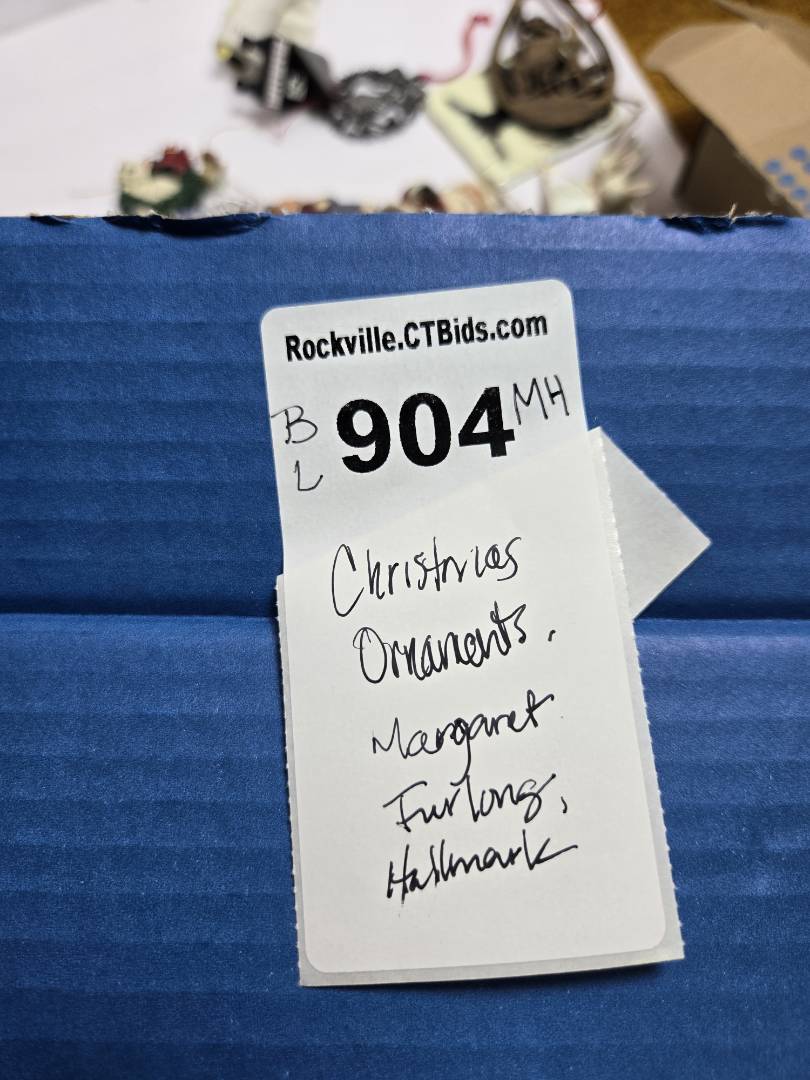 Rockville.CTBids.com
B 904 MH
L
Christmas
Ornaments.
Margaret
Furlong,
Hallmark